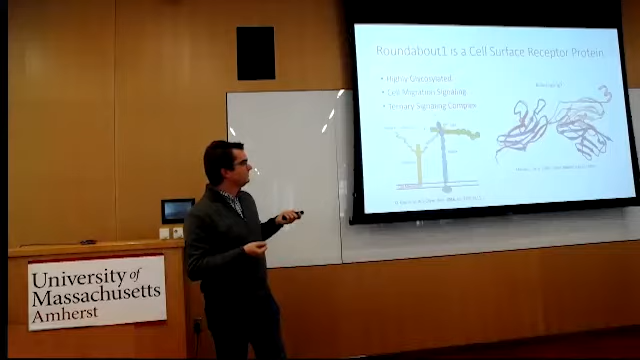 Roundabout1 is a Cell Surface Receptor Protein
• Highly Glycosylated
• Cell Migration Signaling
• Ternary Signaling Complex
University of
Massachusetts
Amherst